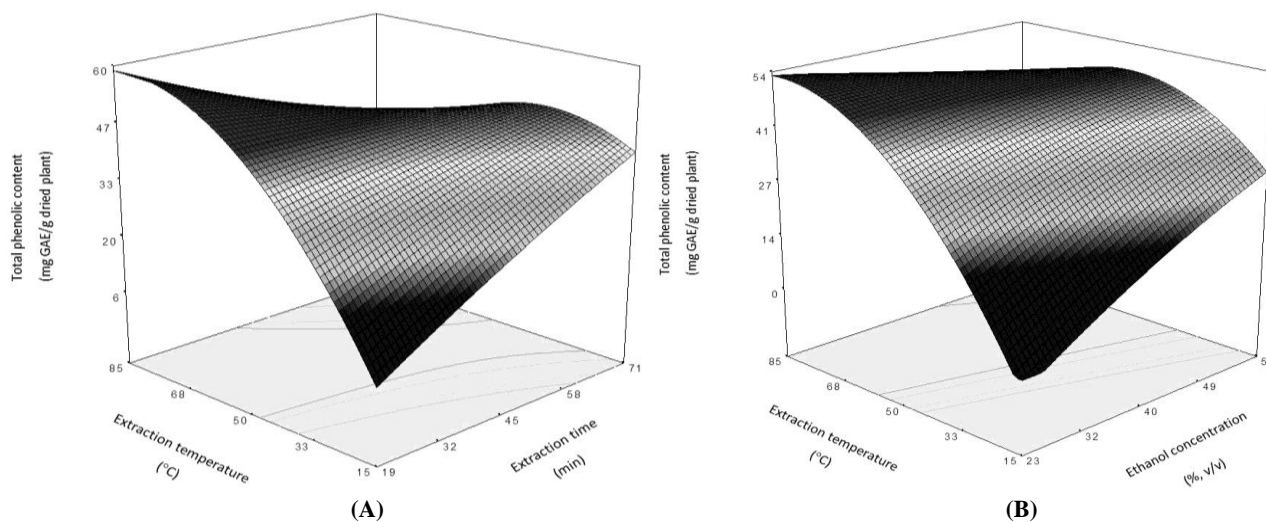 60
47
33
20
6
Total phenolic content
(mg GAE/g dried plant)
85
68
50
33
15
Extraction temperature
(°C)
19
32
45
58
71
Extraction time
(min)
(A)
54
41
27
14
0
Total phenolic content
(mg GAE/g dried plant)
85
68
50
33
15
Extraction temperature
(°C)
23
32
40
49
Ethanol concentration
(%, v/v)
(B)